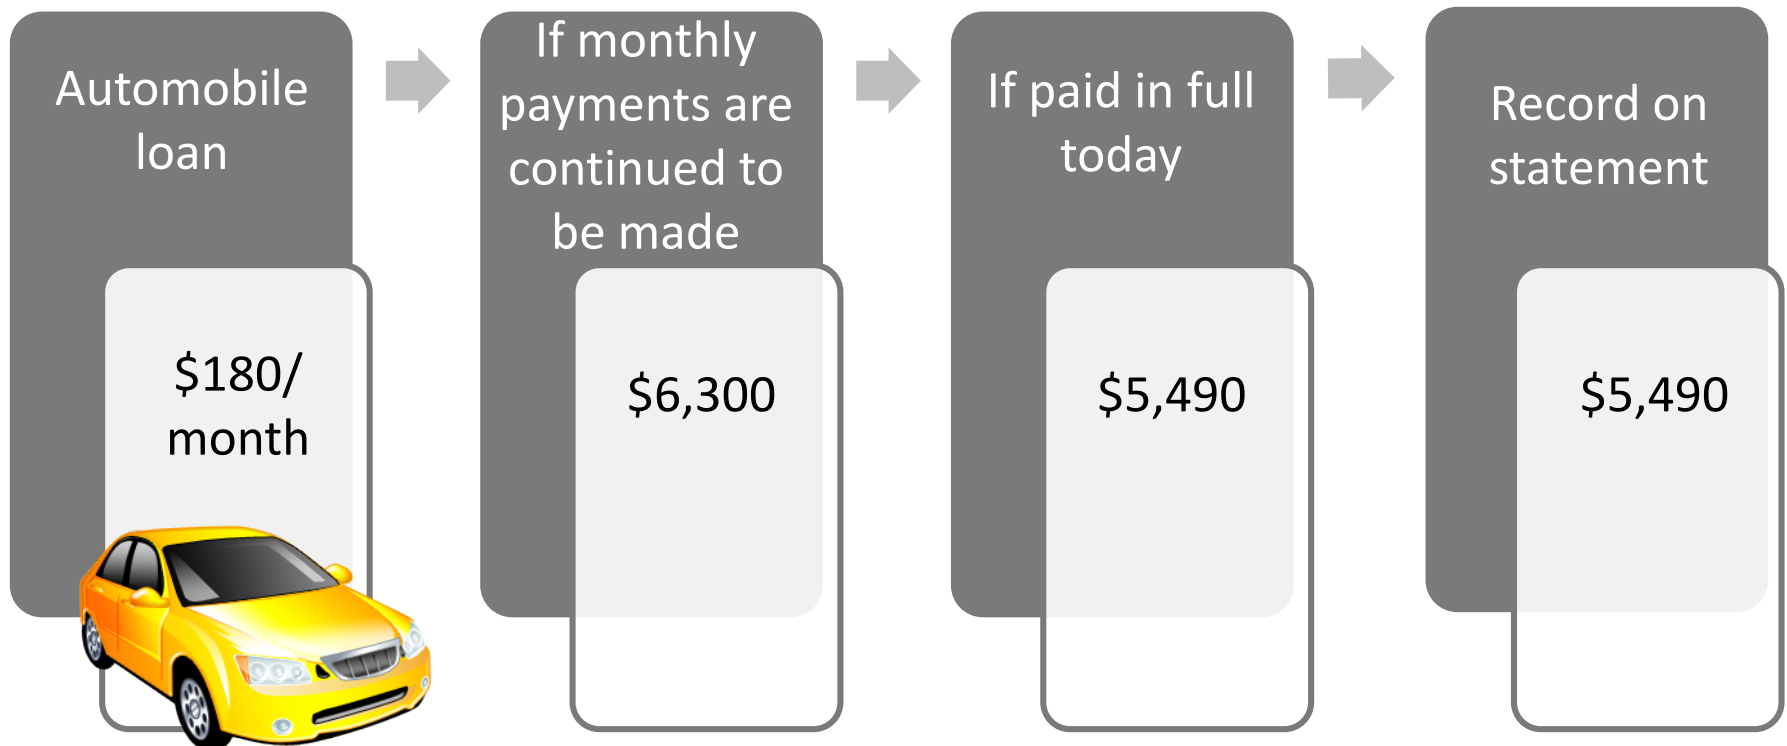 Automobile
loan
$180/
month
If monthly
payments are
continued to
be made
$6,300
If paid in full
today
$5,490
Record on
statement
$5,490